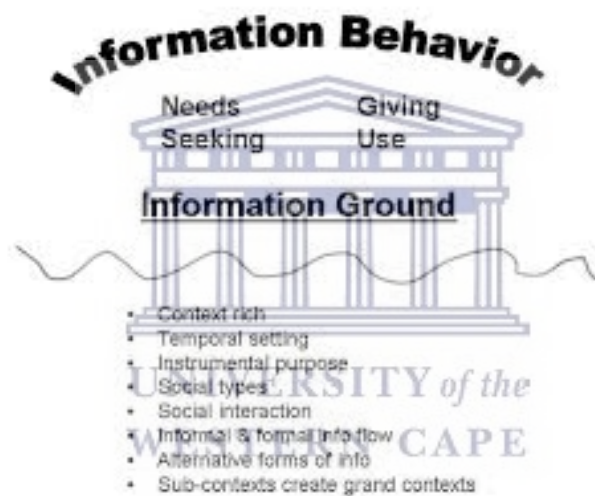 Information Behavior
Needs Giving
Seeking Use
Information Ground
• Context rich
• Temporal setting
• Instrumental purpose
• Social types
UNIVERSITY of the
• Social interaction
• Informal & formal info flow
WESTERN CAPE
• Alternative forms of info
• Sub-contexts create grand contexts